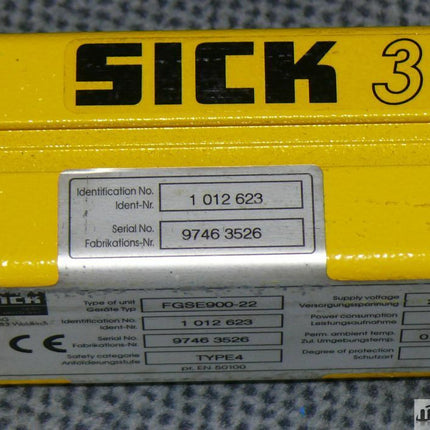 SICK 3
Identification No.
Ident-Nr.
1 012 623
Serial No.
Fabrikations-Nr.
9746 3526
SICK
Type of unit
Geräte Typ
FGSE900-22
Identification No.
Ident-Nr.
1 012 623
Serial No.
Fabrikations-Nr.
9746 3526
Safety categorie
Anforderungsstufe
TYPE4
pr. EN 50100
CE
Supply voltage
Versorgungsspannung
Power consumption
Leistungsaufnahme
Perm. ambient temp.
Zul. Umgebungstemp.
0
Degree of protection
Schutzart